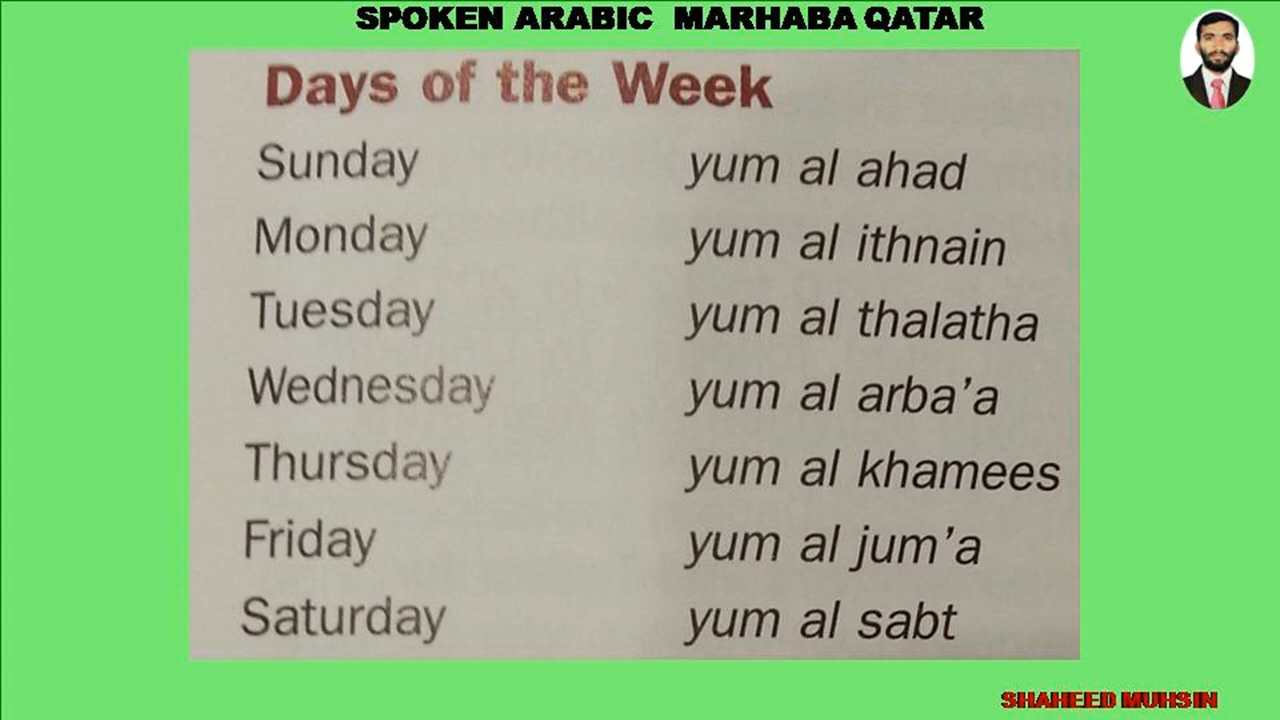 SPOKEN ARABIC MARHABA QATAR
Days of the Week
Sunday yum al ahad
Monday yum al ithnain
Tuesday yum al thalatha
Wednesday yum al arba'a
Thursday yum al khamees
Friday yum al jum'a
Saturday yum al sabt
SHAHEED MUHSIN